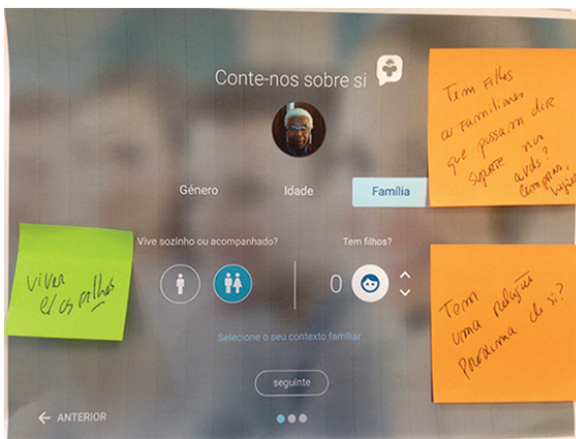 Conte-nos sobre si
Género Idade Família
Vive sozinho ou acompanhado? Tem filhos?
0
Selecione o seu contexto familiar
seguinte
ANTERIOR
viver
c/ os filhos
Tem filhos
ou familiares
que possam dar
suporte nas
avds?
compras,
Tem
uma relação
próxima de si?